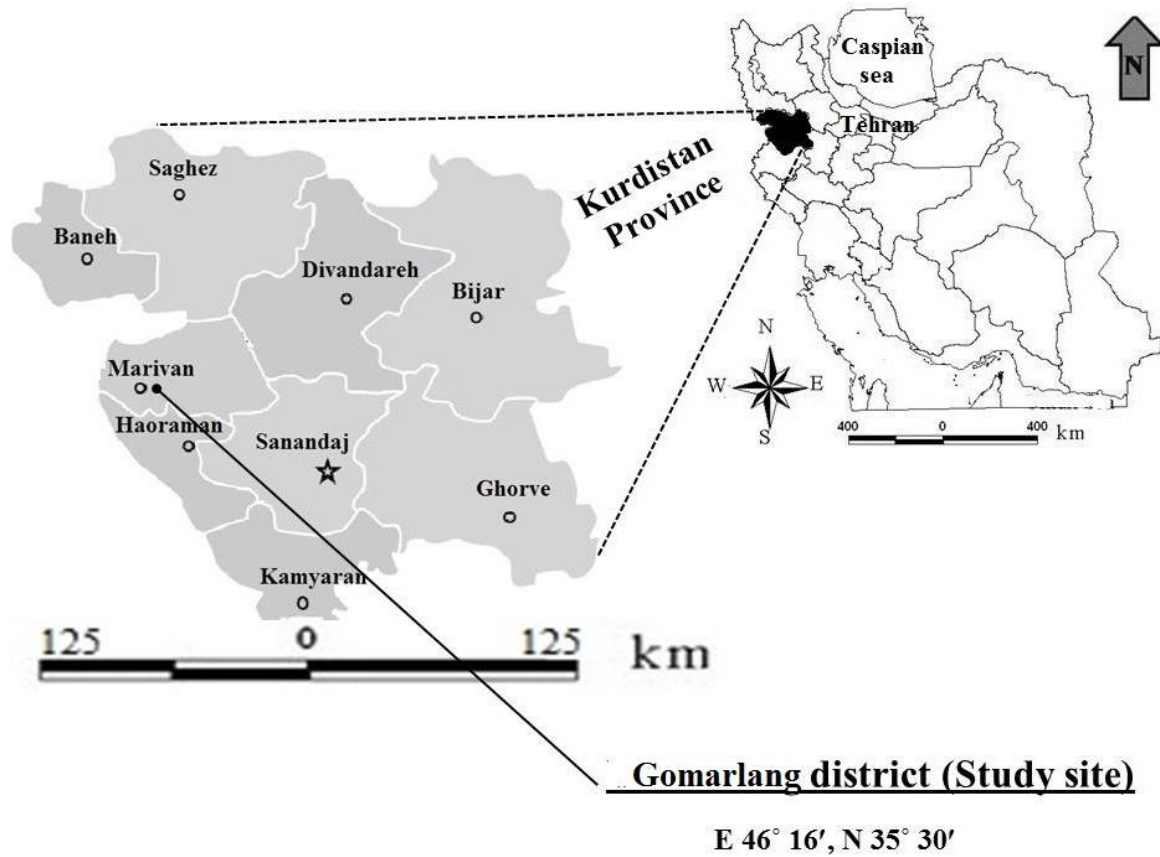 Caspian
sea
N
Tehran
Kurdistan
Province
Saghez
Baneh
Divandareh
Bijar
Marivan
Haoraman
Sanandaj
Ghorve
Kamyaran
N
W E
S
400 0 400
km
125 0 125
km
Gomarlang district (Study site)
E 46° 16′, N 35° 30′